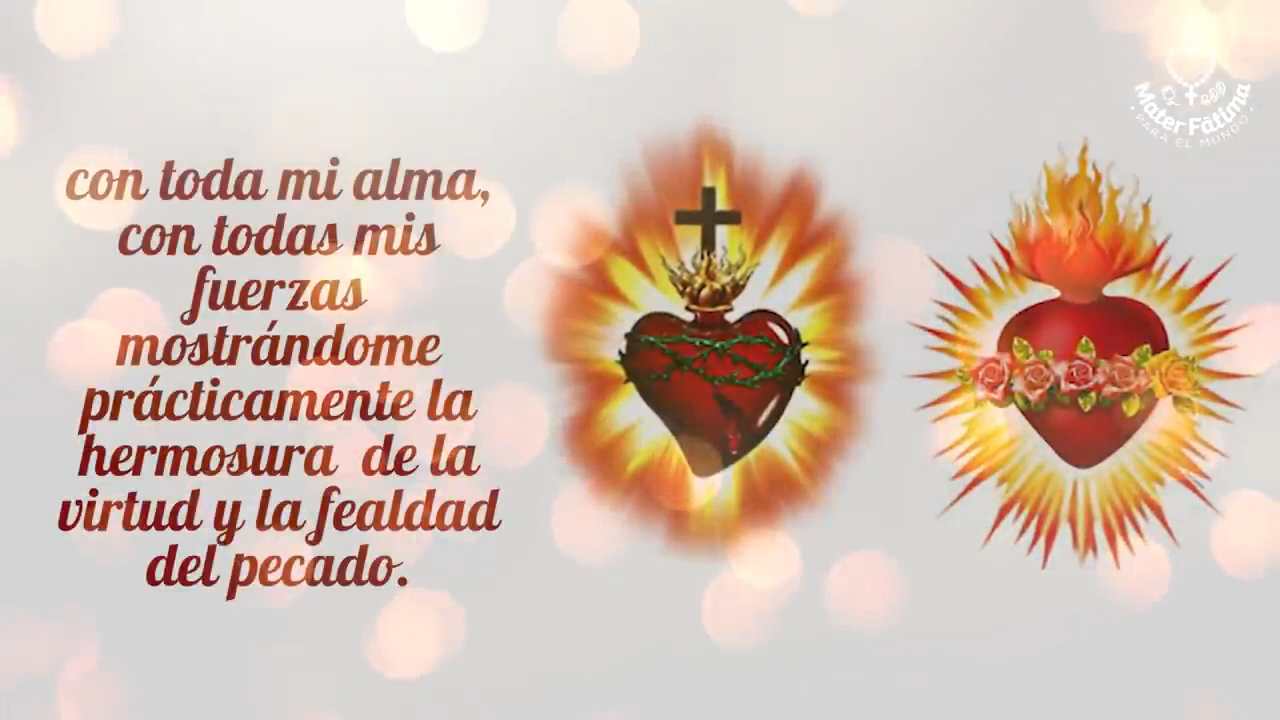 con toda mi alma,
con todas mis
fuerzas
mostrándome
prácticamente la
hermosura de la
virtud y la fealdad
del pecado.
Mater Fátima
PARA EL MUNDO